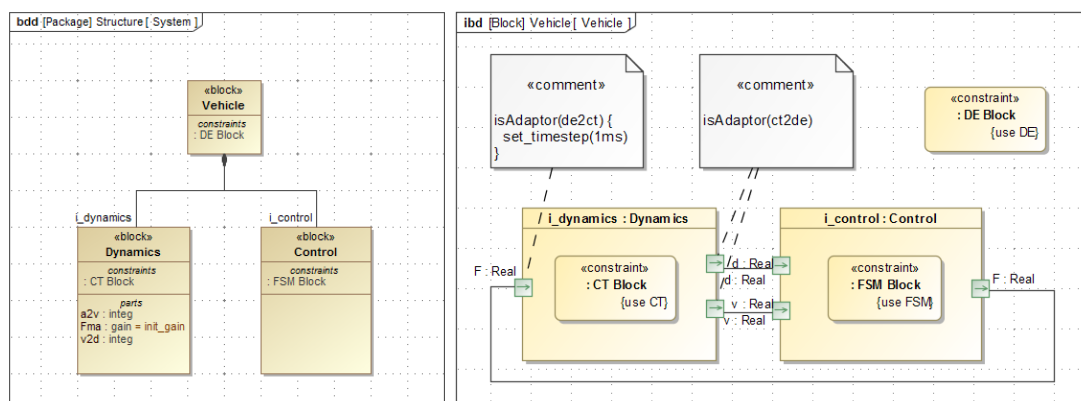 bdd [Package] Structure [ System ]
«block»
Vehicle
constraints
: DE Block
i_dynamics
i_control
«block»
Dynamics
constraints
: CT Block
parts
a2v : integ
Fma : gain = init_gain
v2d : integ
«block»
Control
constraints
: FSM Block
ibd [Block] Vehicle [ Vehicle ]
«comment»
isAdaptor(de2ct) {
set_timestep(1ms)
}
«comment»
isAdaptor(ct2de)
«constraint»
: DE Block
{use DE}
i_dynamics : Dynamics
«constraint»
: CT Block
{use CT}
F : Real
d : Real
d : Real
v : Real
v : Real
i_control : Control
«constraint»
: FSM Block
{use FSM}
F : Real